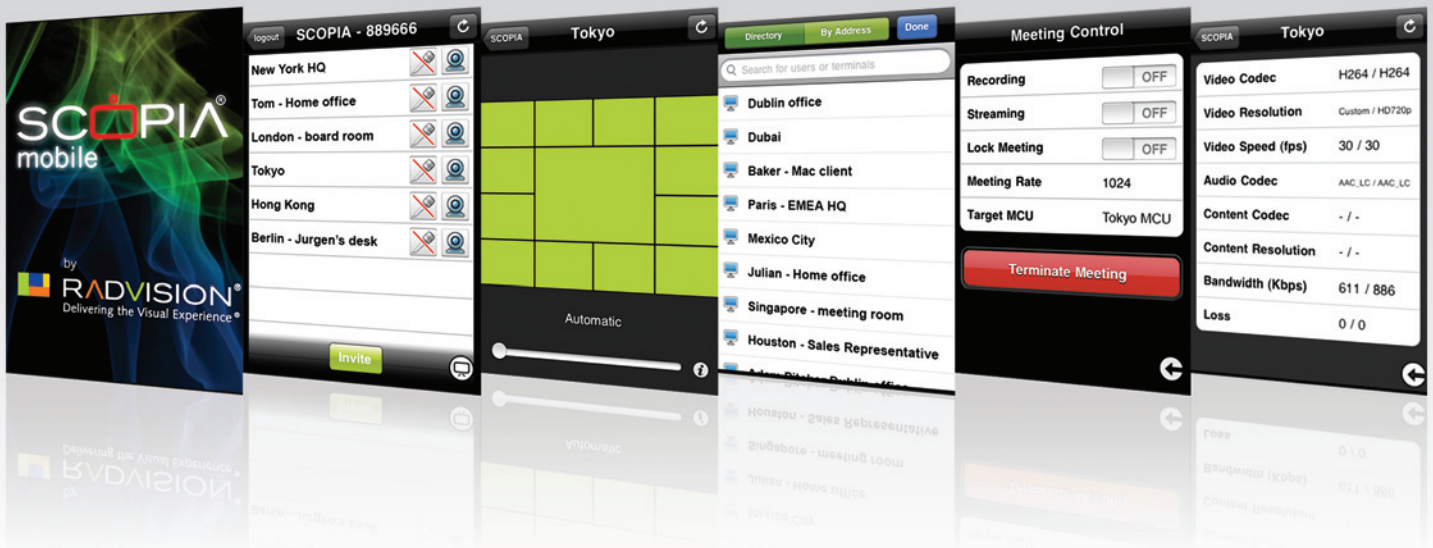 SCOPIA®
mobile
by
RADVISION®
Delivering the Visual Experience®
logout
SCOPIA - 889666
New York HQ
Tom - Home office
London - board room
Tokyo
Hong Kong
Berlin - Jurgen's desk
Invite
SCOPIA
Tokyo
Automatic
i
Directory
By Address
Done
Search for users or terminals
Dublin office
Dubai
Baker - Mac client
Paris - EMEA HQ
Mexico City
Julian - Home office
Singapore - meeting room
Houston - Sales Representative
Meeting Control
Recording OFF
Streaming OFF
Lock Meeting OFF
Meeting Rate 1024
Target MCU Tokyo MCU
Terminate Meeting
SCOPIA
Tokyo
Video Codec H264 / H264
Video Resolution Custom / HD720p
Video Speed (fps) 30 / 30
Audio Codec AAC_LC / AAC_LC
Content Codec - / -
Content Resolution - / -
Bandwidth (Kbps) 611 / 886
Loss 0 / 0